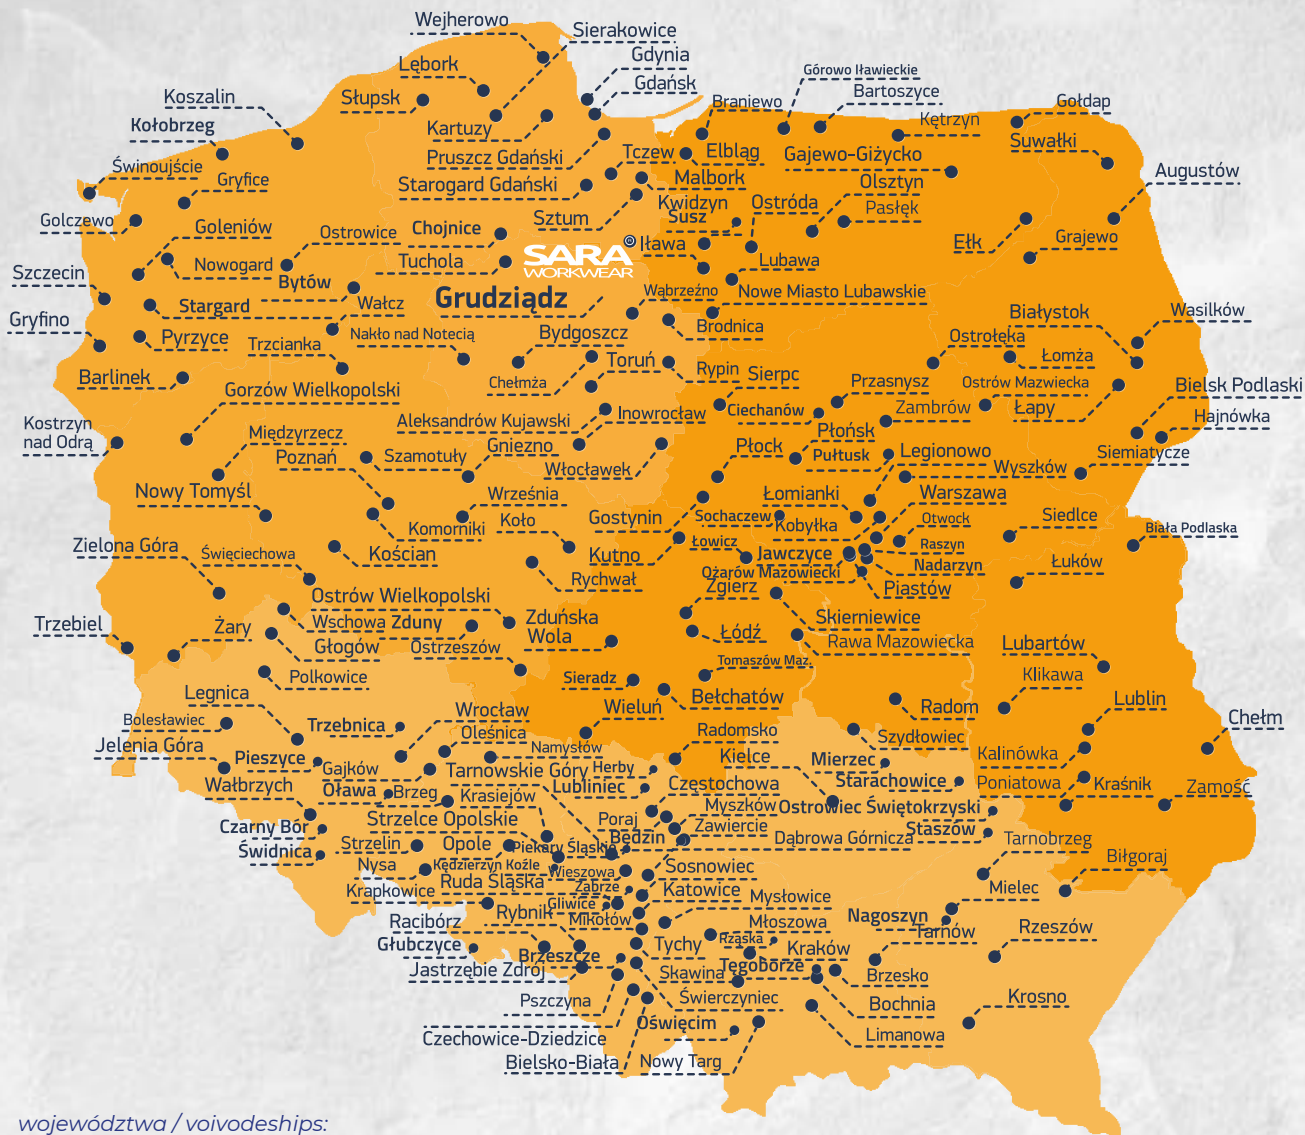 Wejherowo
Sierakowice
Gdynia
Lębork
Górowo Iławieckie
Gdańsk
Bartoszyce
Koszalin
Słupsk
Braniewo
Gołdap
Kołobrzeg
Kartuzy
Kętrzyn
Suwałki
Świnoujście
Pruszcz Gdański
Tczew
Elbląg
Gajewo-Giżycko
Augustów
Gryfice
Starogard Gdański
Malbork
Olsztyn
Golczewo
Goleniów
Ostrowice
Chojnice
Sztum
Kwidzyn
Susz
Ostróda
Pasłęk
Ełk
Grajewo
Szczecin
Nowogard
Bytów
Tuchola
SARA
WORKWEAR
Iława
Lubawa
Stargard
Wałcz
Grudziądz
Wąbrzeźno
Nowe Miasto Lubawskie
Gryfino
Pyrzyce
Trzcianka
Nakło nad Notecią
Bydgoszcz
Brodnica
Białystok
Wasilków
Ostrołęka
Łomża
Barlinek
Gorzów Wielkopolski
Chełmża
Toruń
Rypin
Sierpc
Przasnysz
Ostrów Mazwiecka
Bielsk Podlaski
Kostrzyn
nad Odrą
Aleksandrów Kujawski
Inowrocław
Ciechanów
Zambrów
Łapy
Hajnówka
Międzyrzecz
Poznań
Szamotuły
Gniezno
Włocławek
Płock
Płońsk
Pułtusk
Legionowo
Wyszków
Siemiatycze
Nowy Tomyśl
Września
Łomianki
Warszawa
Komorniki
Koło
Gostynin
Sochaczew
Kobyłka
Otwock
Siedlce
Biała Podlaska
Zielona Góra
Święciechowa
Kościan
Kutno
Łowicz
Jawczyce
Raszyn
Nadarzyn
Łuków
Rychwał
Ożarów Mazowiecki
Zgierz
Piastów
Ostrów Wielkopolski
Trzebiel
Żary
Wschowa
Zduny
Zduńska
Wola
Łódź
Skierniewice
Rawa Mazowiecka
Lubartów
Głogów
Ostrzeszów
Tomaszów Maz.
Klikawa
Polkowice
Sieradz
Bełchatów
Legnica
Wrocław
Wieluń
Radom
Lublin
Chełm
Bolesławiec
Trzebnica
Oleśnica
Radomsko
Szydłowiec
Jelenia Góra
Pieszyce
Gajków
Namysłów
Kielce
Mierzec
Kalinówka
Tarnowskie Góry
Herby
Wałbrzych
Oława
Brzeg
Krasiejów
Lubliniec
Częstochowa
Starachowice
Poniatowa
Kraśnik
Zamość
Myszków
Ostrowiec Świętokrzyski
Strzelce Opolskie
Poraj
Czarny Bór
Zawiercie
Staszów
Świdnica
Strzelin
Opole
Piekary Śląskie
Będzin
Dąbrowa Górnicza
Tarnobrzeg
Nysa
Kędzierzyn Koźle
Wieszowa
Sosnowiec
Biłgoraj
Krapkowice
Ruda Śląska
Zabrze
Katowice
Mysłowice
Mielec
Gliwice
Racibórz
Rybnik
Mikołów
Młoszowa
Nagoszyn
Głubczyce
Brzeszcze
Tychy
Rząska
Kraków
Tarnów
Rzeszów
Jastrzębie Zdrój
Skawina
Tęgoborze
Brzesko
Pszczyna
Świerczyniec
Bochnia
Krosno
Czechowice-Dziedzice
Oświęcim
Limanowa
Bielsko-Biała
Nowy Targ
województwa / voivodeships: